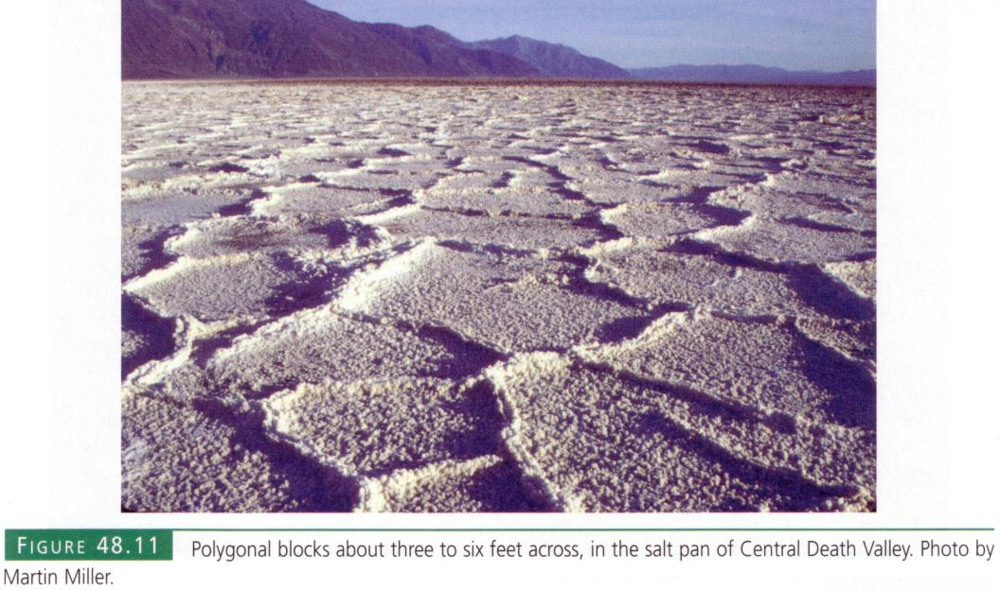 FIGURE 48.11 Polygonal blocks about three to six feet across, in the salt pan of Central Death Valley. Photo by
Martin Miller.